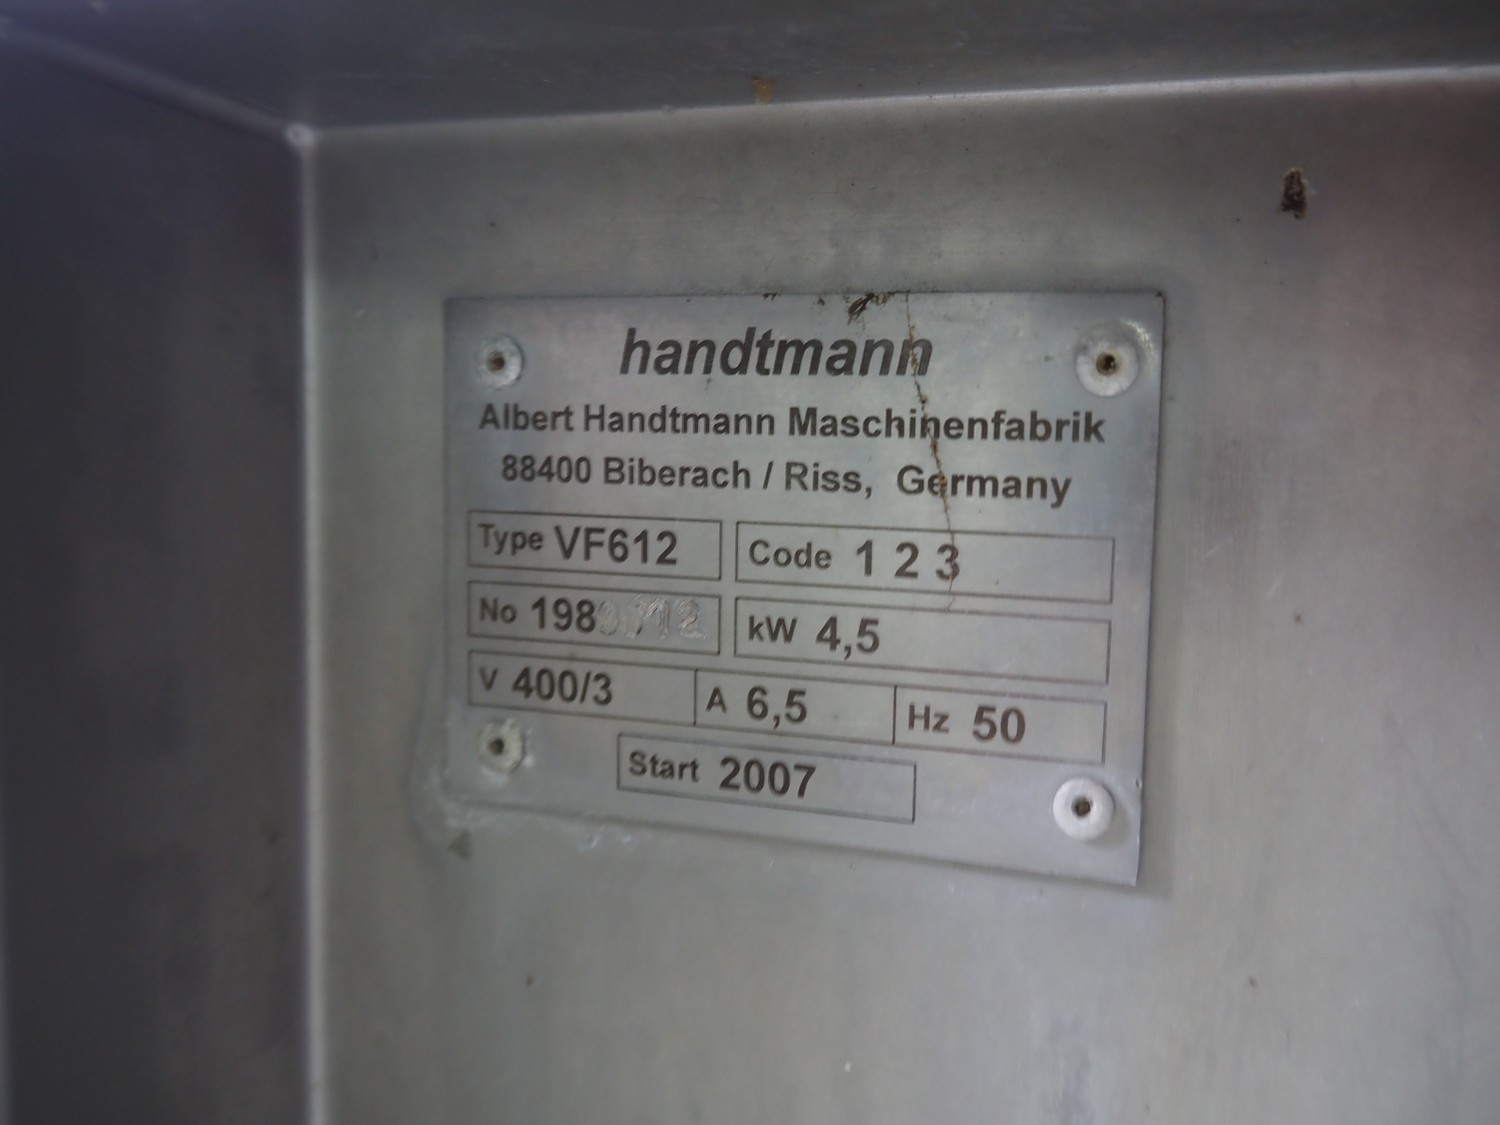 handtmann
Albert Handtmann Maschinenfabrik
88400 Biberach / Riss, Germany
Type VF612 Code 1 2 3
No kW 4,5
V 400/3 A 6,5 Hz 50
Start 2007